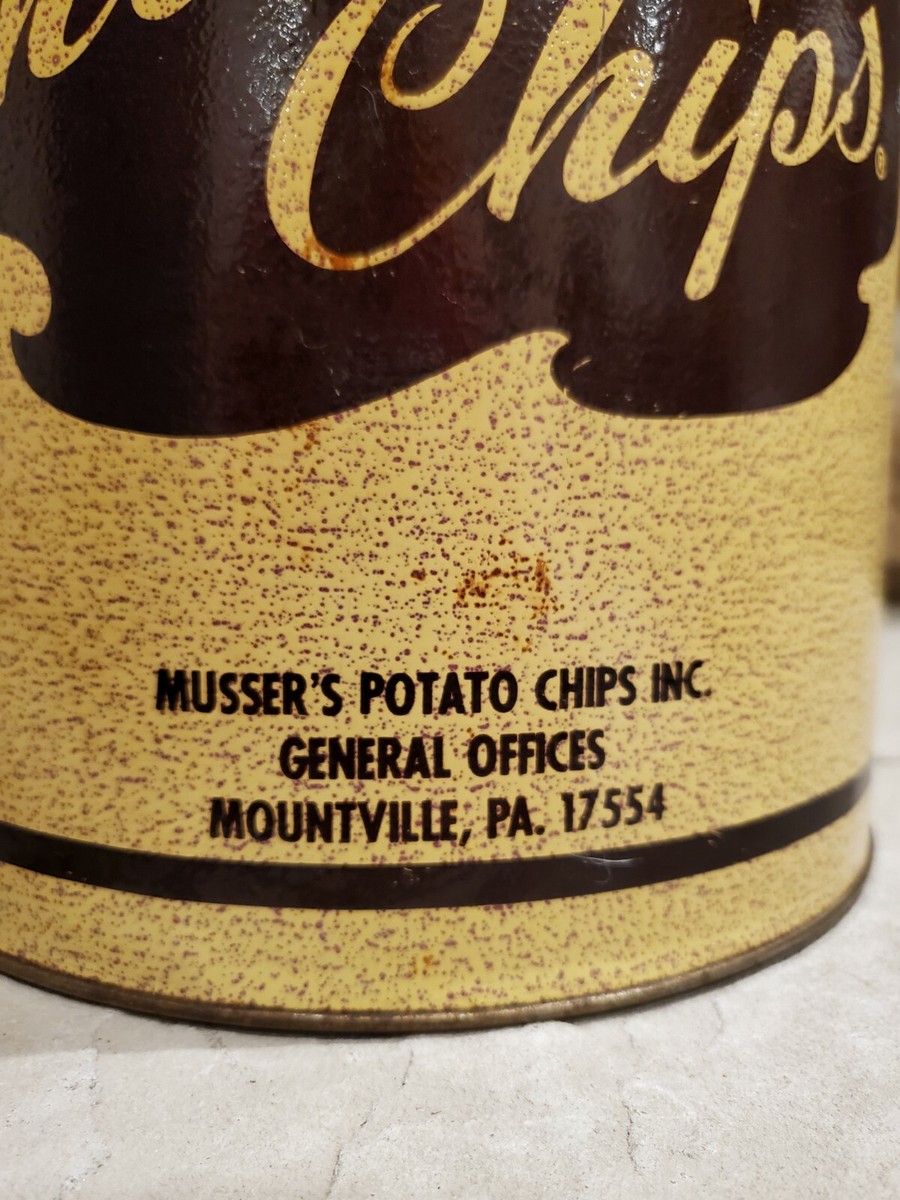 Chips®
MUSSER'S POTATO CHIPS INC.
GENERAL OFFICES
MOUNTVILLE, PA. 17554